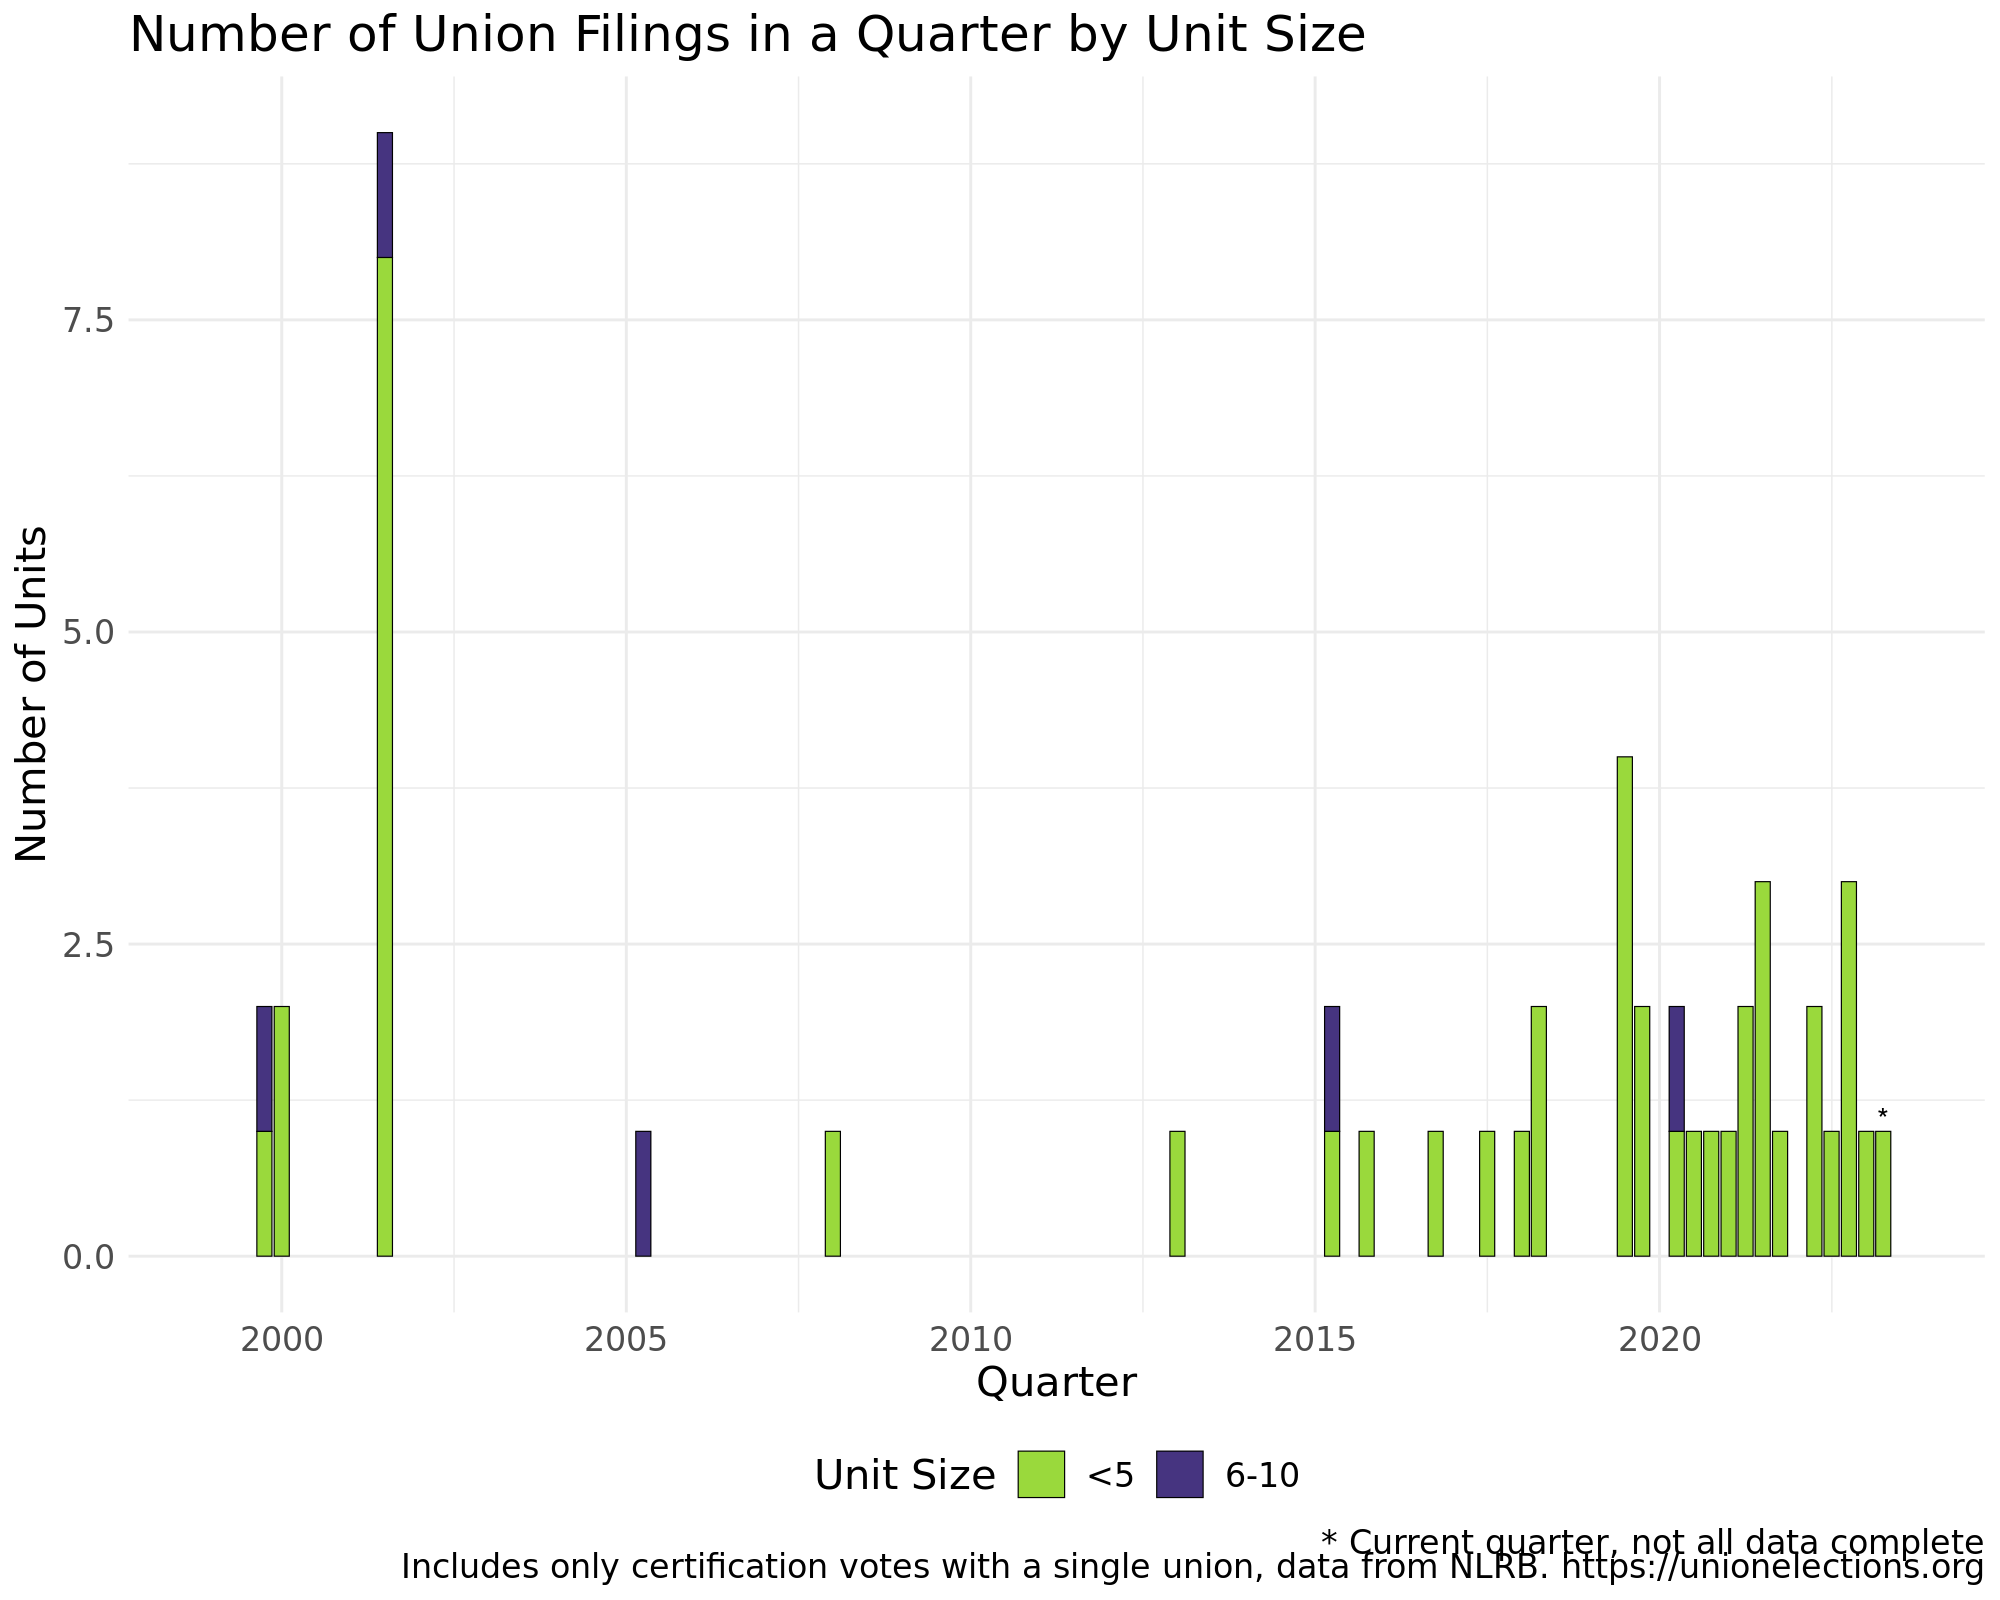 Number of Union Filings in a Quarter by Unit Size
Number of Units
7.5
5.0
2.5
0.0
*
2000 2005 2010 2015 2020
Quarter
Unit Size <5 6-10
* Current quarter, not all data complete
Includes only certification votes with a single union, data from NLRB. https://unionelections.org